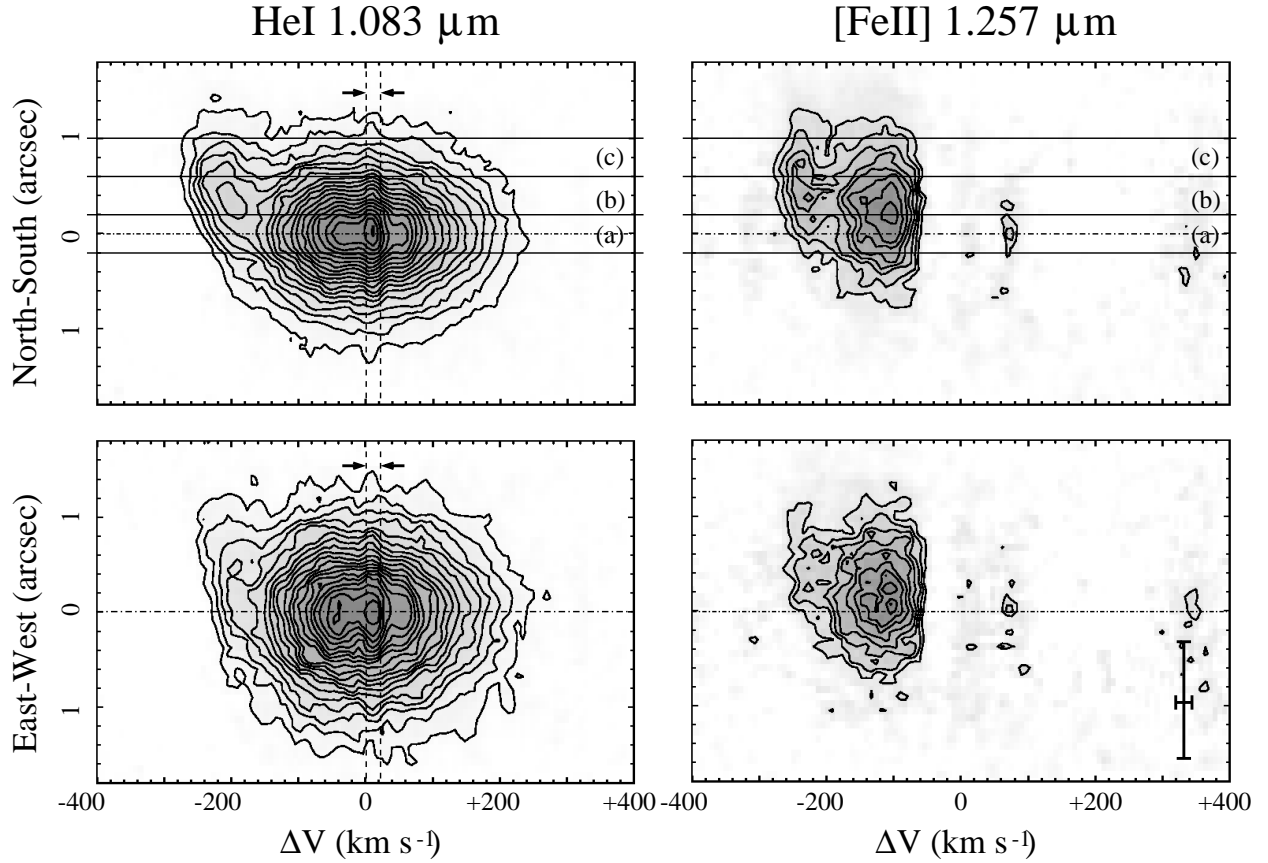 HeI 1.083 μm
[FeII] 1.257 μm
North-South (arcsec)
1
0
1
(c)
(b)
(a)
(c)
(b)
(a)
East-West (arcsec)
1
0
1
-400 -200 0 +200 +400
-400 -200 0 +200 +400
ΔV (km s-1)
ΔV (km s-1)